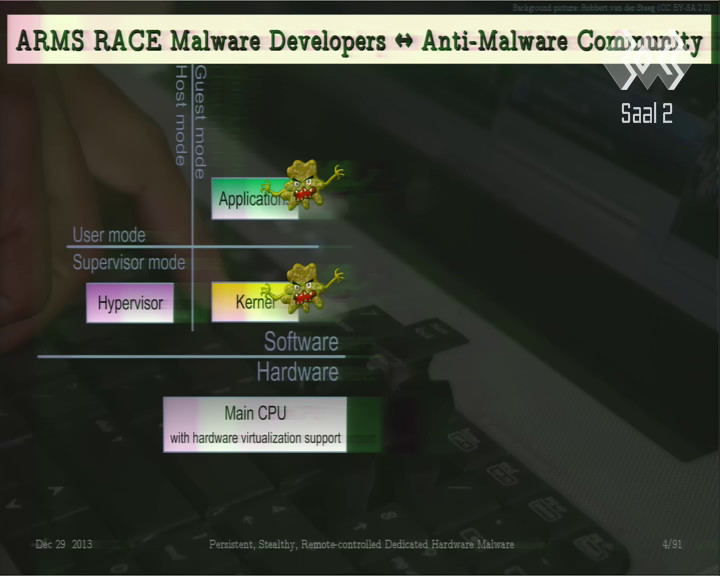 Background picture: Robbert van der Steeg (CC BY-SA 2.0)
ARMS RACE Malware Developers ⇔ Anti-Malware Community
Saal 2
Host mode
Guest mode
Application
User mode
Supervisor mode
Hypervisor
Kernel
Software
Hardware
Main CPU
with hardware virtualization support
Dec 29 2013
Persistent, Stealthy, Remote-controlled Dedicated Hardware Malware
4/91